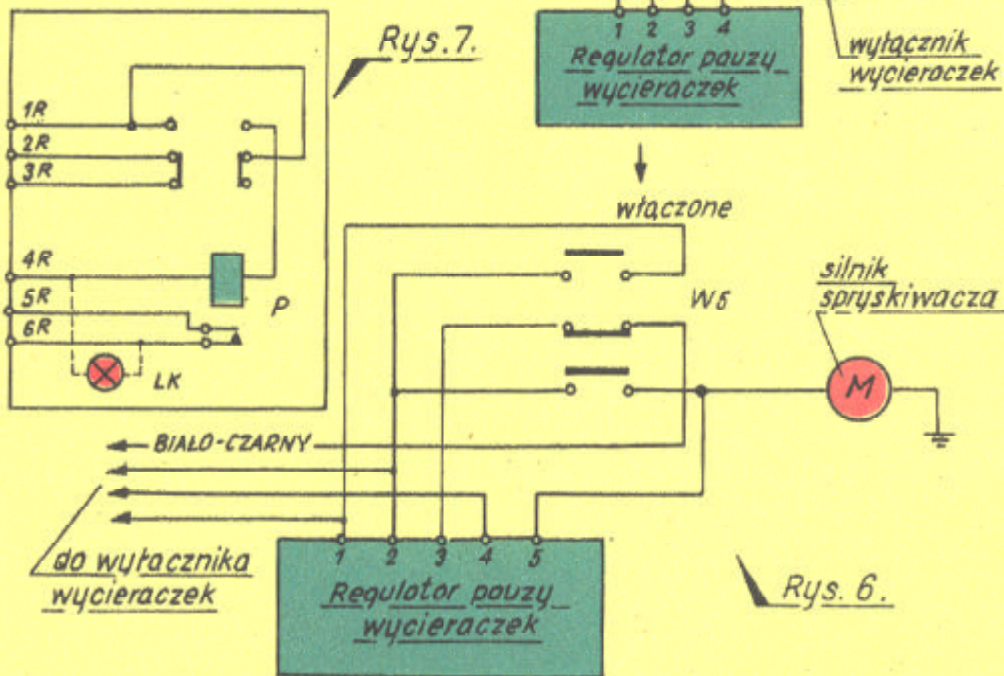 Rys.7.
1R
2R
3R
4R
5R
6R
P
LK
1 2 3 4
Regulator pauzy
wycieraczek
wyłącznik
wycieraczek
włączone
W5
silnik
spryskiwacza
M
BIAŁO-CZARNY
do wyłacznika
wycieraczek
1 2 3 4 5
Regulator pauzy
wycieraczek
Rys. 6.